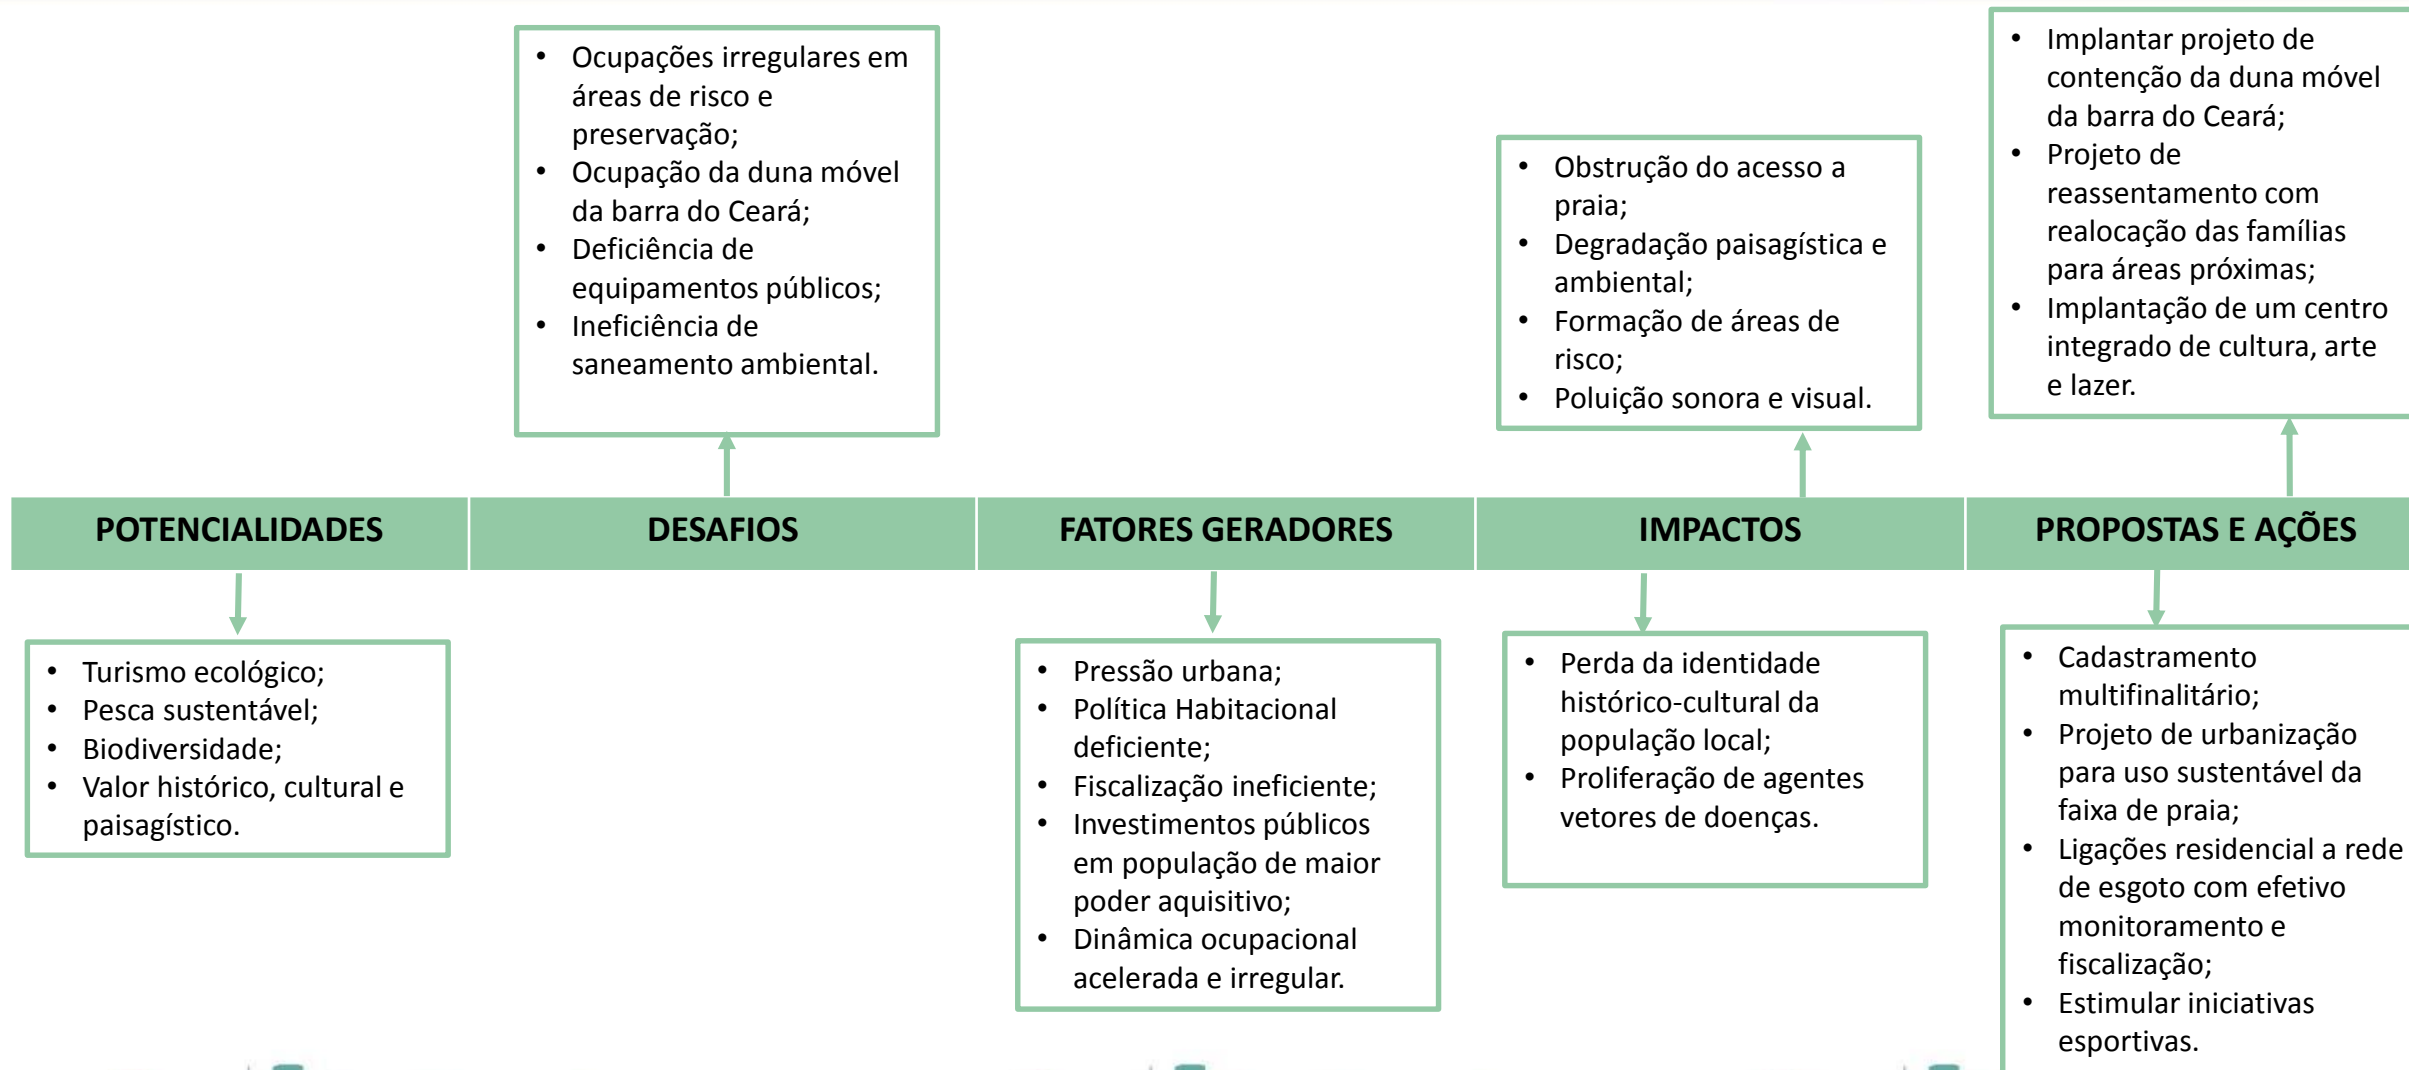 • Ocupações irregulares em
áreas de risco e
preservação;
• Ocupação da duna móvel
da barra do Ceará;
• Deficiência de
equipamentos públicos;
• Ineficiência de
saneamento ambiental.
• Obstrução do acesso a
praia;
• Degradação paisagística e
ambiental;
• Formação de áreas de
risco;
• Poluição sonora e visual.
• Implantar projeto de
contenção da duna móvel
da barra do Ceará;
• Projeto de
reassentamento com
realocação das famílias
para áreas próximas;
• Implantação de um centro
integrado de cultura, arte
e lazer.
POTENCIALIDADES
DESAFIOS
FATORES GERADORES
IMPACTOS
PROPOSTAS E AÇÕES
• Turismo ecológico;
• Pesca sustentável;
• Biodiversidade;
• Valor histórico, cultural e
paisagístico.
• Pressão urbana;
• Política Habitacional
deficiente;
• Fiscalização ineficiente;
• Investimentos públicos
em população de maior
poder aquisitivo;
• Dinâmica ocupacional
acelerada e irregular.
• Perda da identidade
histórico-cultural da
população local;
• Proliferação de agentes
vetores de doenças.
• Cadastramento
multifinalitário;
• Projeto de urbanização
para uso sustentável da
faixa de praia;
• Ligações residencial a rede
de esgoto com efetivo
monitoramento e
fiscalização;
• Estimular iniciativas
esportivas.